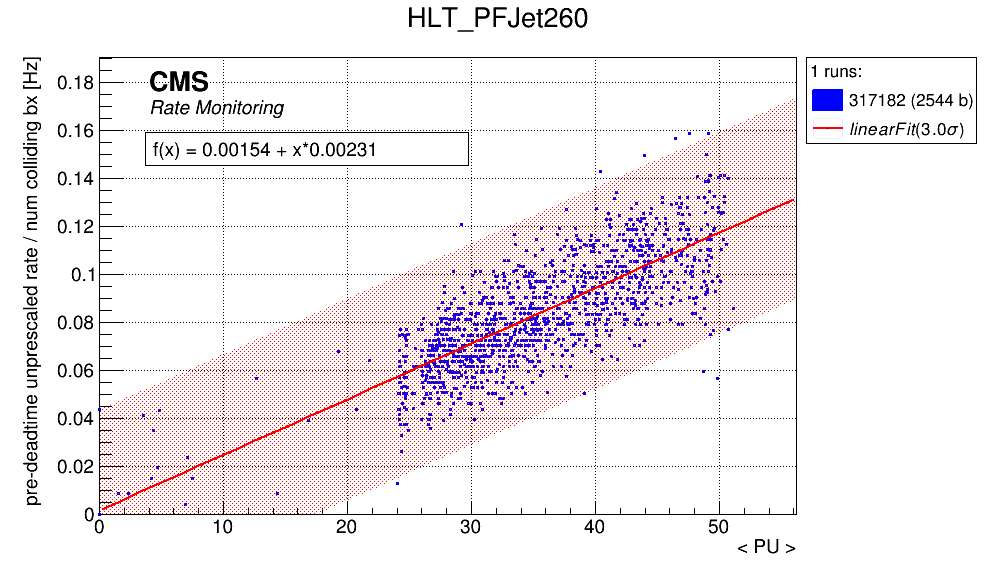 HLT_PFJet260
pre-deadtime unprescaled rate / num colliding bx [Hz]
CMS
Rate Monitoring
f(x) = 0.00154 + x*0.00231
0.18
0.16
0.14
0.12
0.1
0.08
0.06
0.04
0.02
0
0 10 20 30 40 50
< PU >
1 runs:
317182 (2544 b)
linearFit(3.0σ)